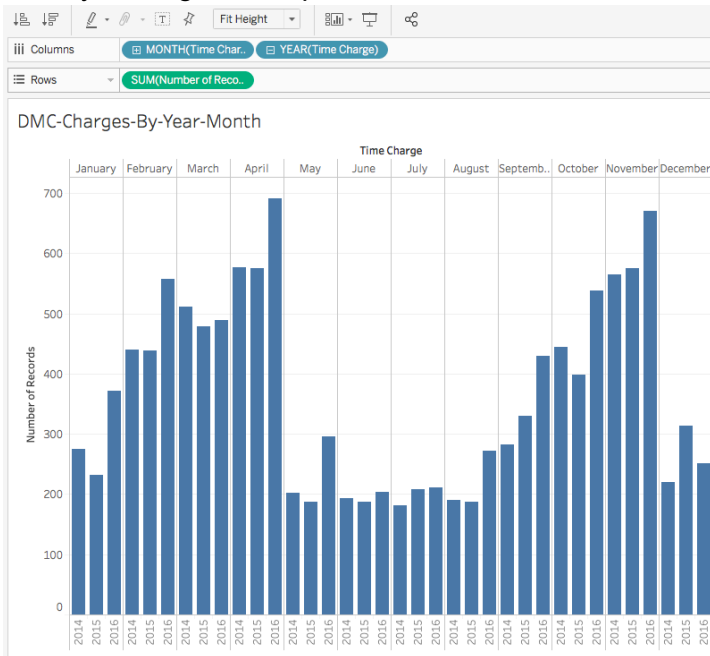 Fit Height
Columns
MONTH(Time Char..
YEAR(Time Charge)
Rows
SUM(Number of Reco..
DMC-Charges-By-Year-Month
Time Charge
January February March April May June July August Septemb.. October November December
700
600
500
400
300
200
100
0
Number of Records
2014 2015 2016 2014 2015 2016 2014 2015 2016 2014 2015 2016 2014 2015 2016 2014 2015 2016 2014 2015 2016 2014 2015 2016 2014 2015 2016 2014 2015 2016 2014 2015 2016 2014 2015 2016